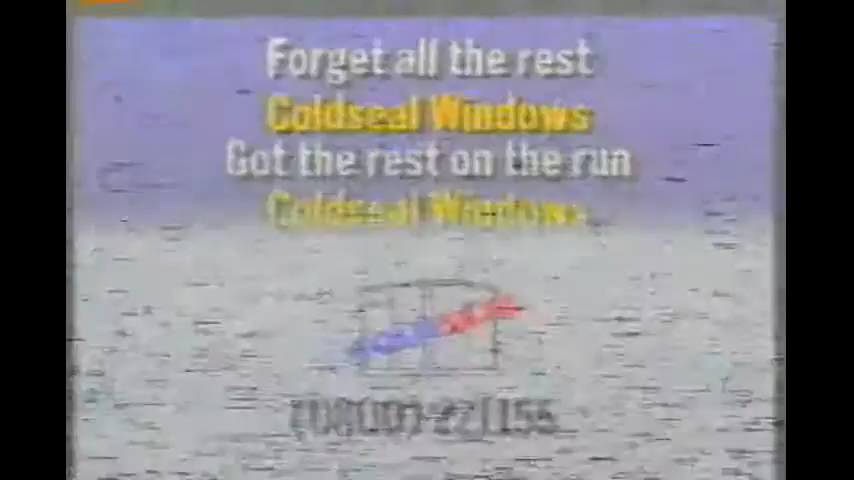 Forget all the rest
Coldseal Windows
Got the rest on the run
Coldseal Windows